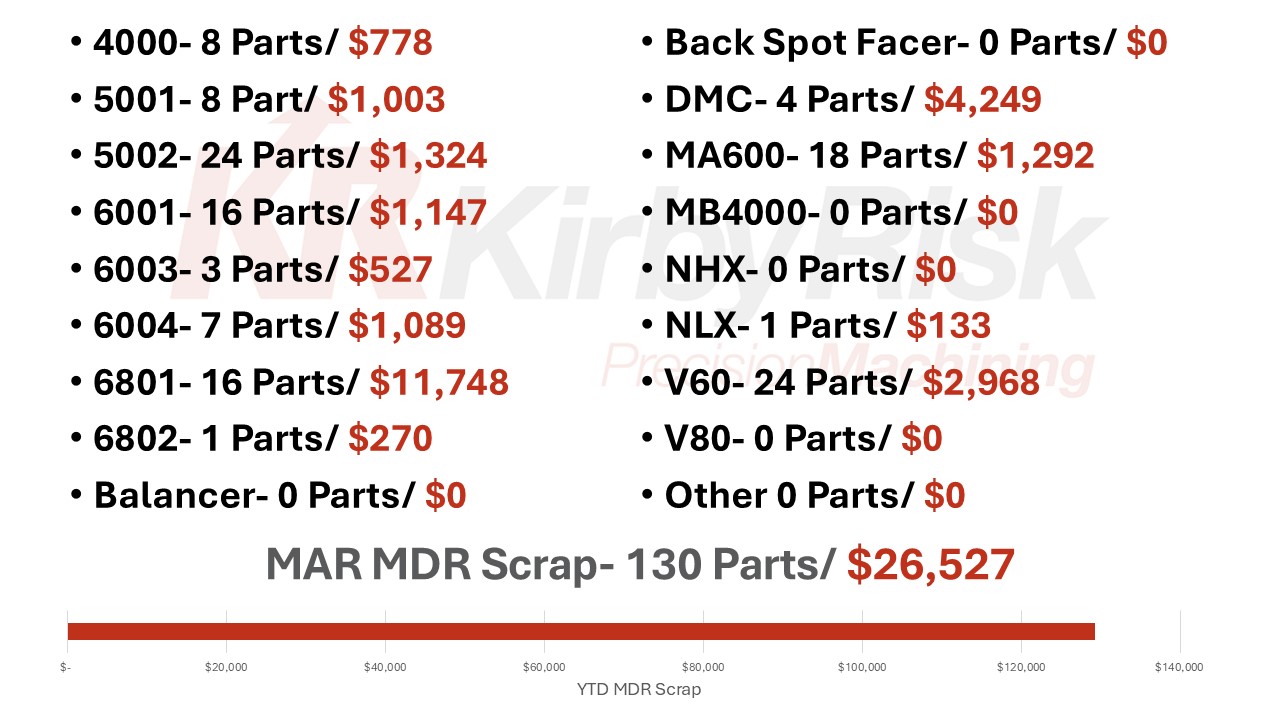 • 4000- 8 Parts/ $778
• 5001- 8 Part/ $1,003
• 5002- 24 Parts/ $1,324
• 6001- 16 Parts/ $1,147
• 6003- 3 Parts/ $527
• 6004- 7 Parts/ $1,089
• 6801- 16 Parts/ $11,748
• 6802- 1 Parts/ $270
• Balancer- 0 Parts/ $0
• Back Spot Facer- 0 Parts/ $0
• DMC- 4 Parts/ $4,249
• MA600- 18 Parts/ $1,292
• MB4000- 0 Parts/ $0
• NHX- 0 Parts/ $0
• NLX- 1 Parts/ $133
• V60- 24 Parts/ $2,968
• V80- 0 Parts/ $0
• Other 0 Parts/ $0
KR KirbyRisk
PrecisionMachining
MAR MDR Scrap- 130 Parts/ $26,527
$- $20,000 $40,000 $60,000 $80,000 $100,000 $120,000 $140,000
YTD MDR Scrap